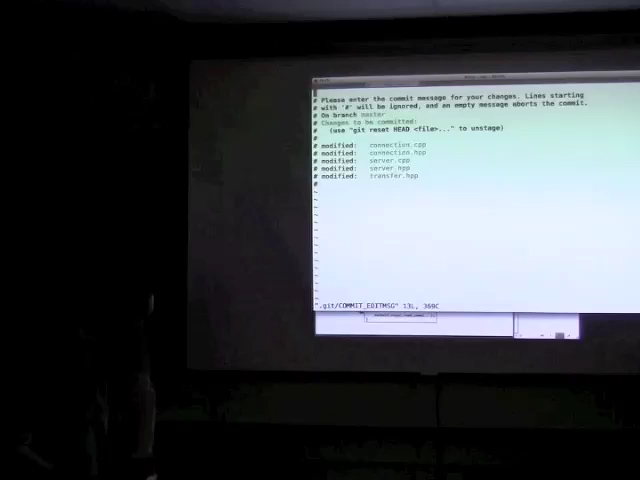 # Please enter the commit message for your changes. Lines starting
# with '#' will be ignored, and an empty message aborts the commit.
# On branch master
# Changes to be committed:
#   (use "git reset HEAD <file>..." to unstage)
#
# modified:   connection.cpp
# modified:   connection.hpp
# modified:   server.cpp
# modified:   server.hpp
# modified:   transfer.hpp
#
~
~
~
~
~
~
~
~
~
~
~
~
~
~
".git/COMMIT_EDITMSG" 13L, 369C